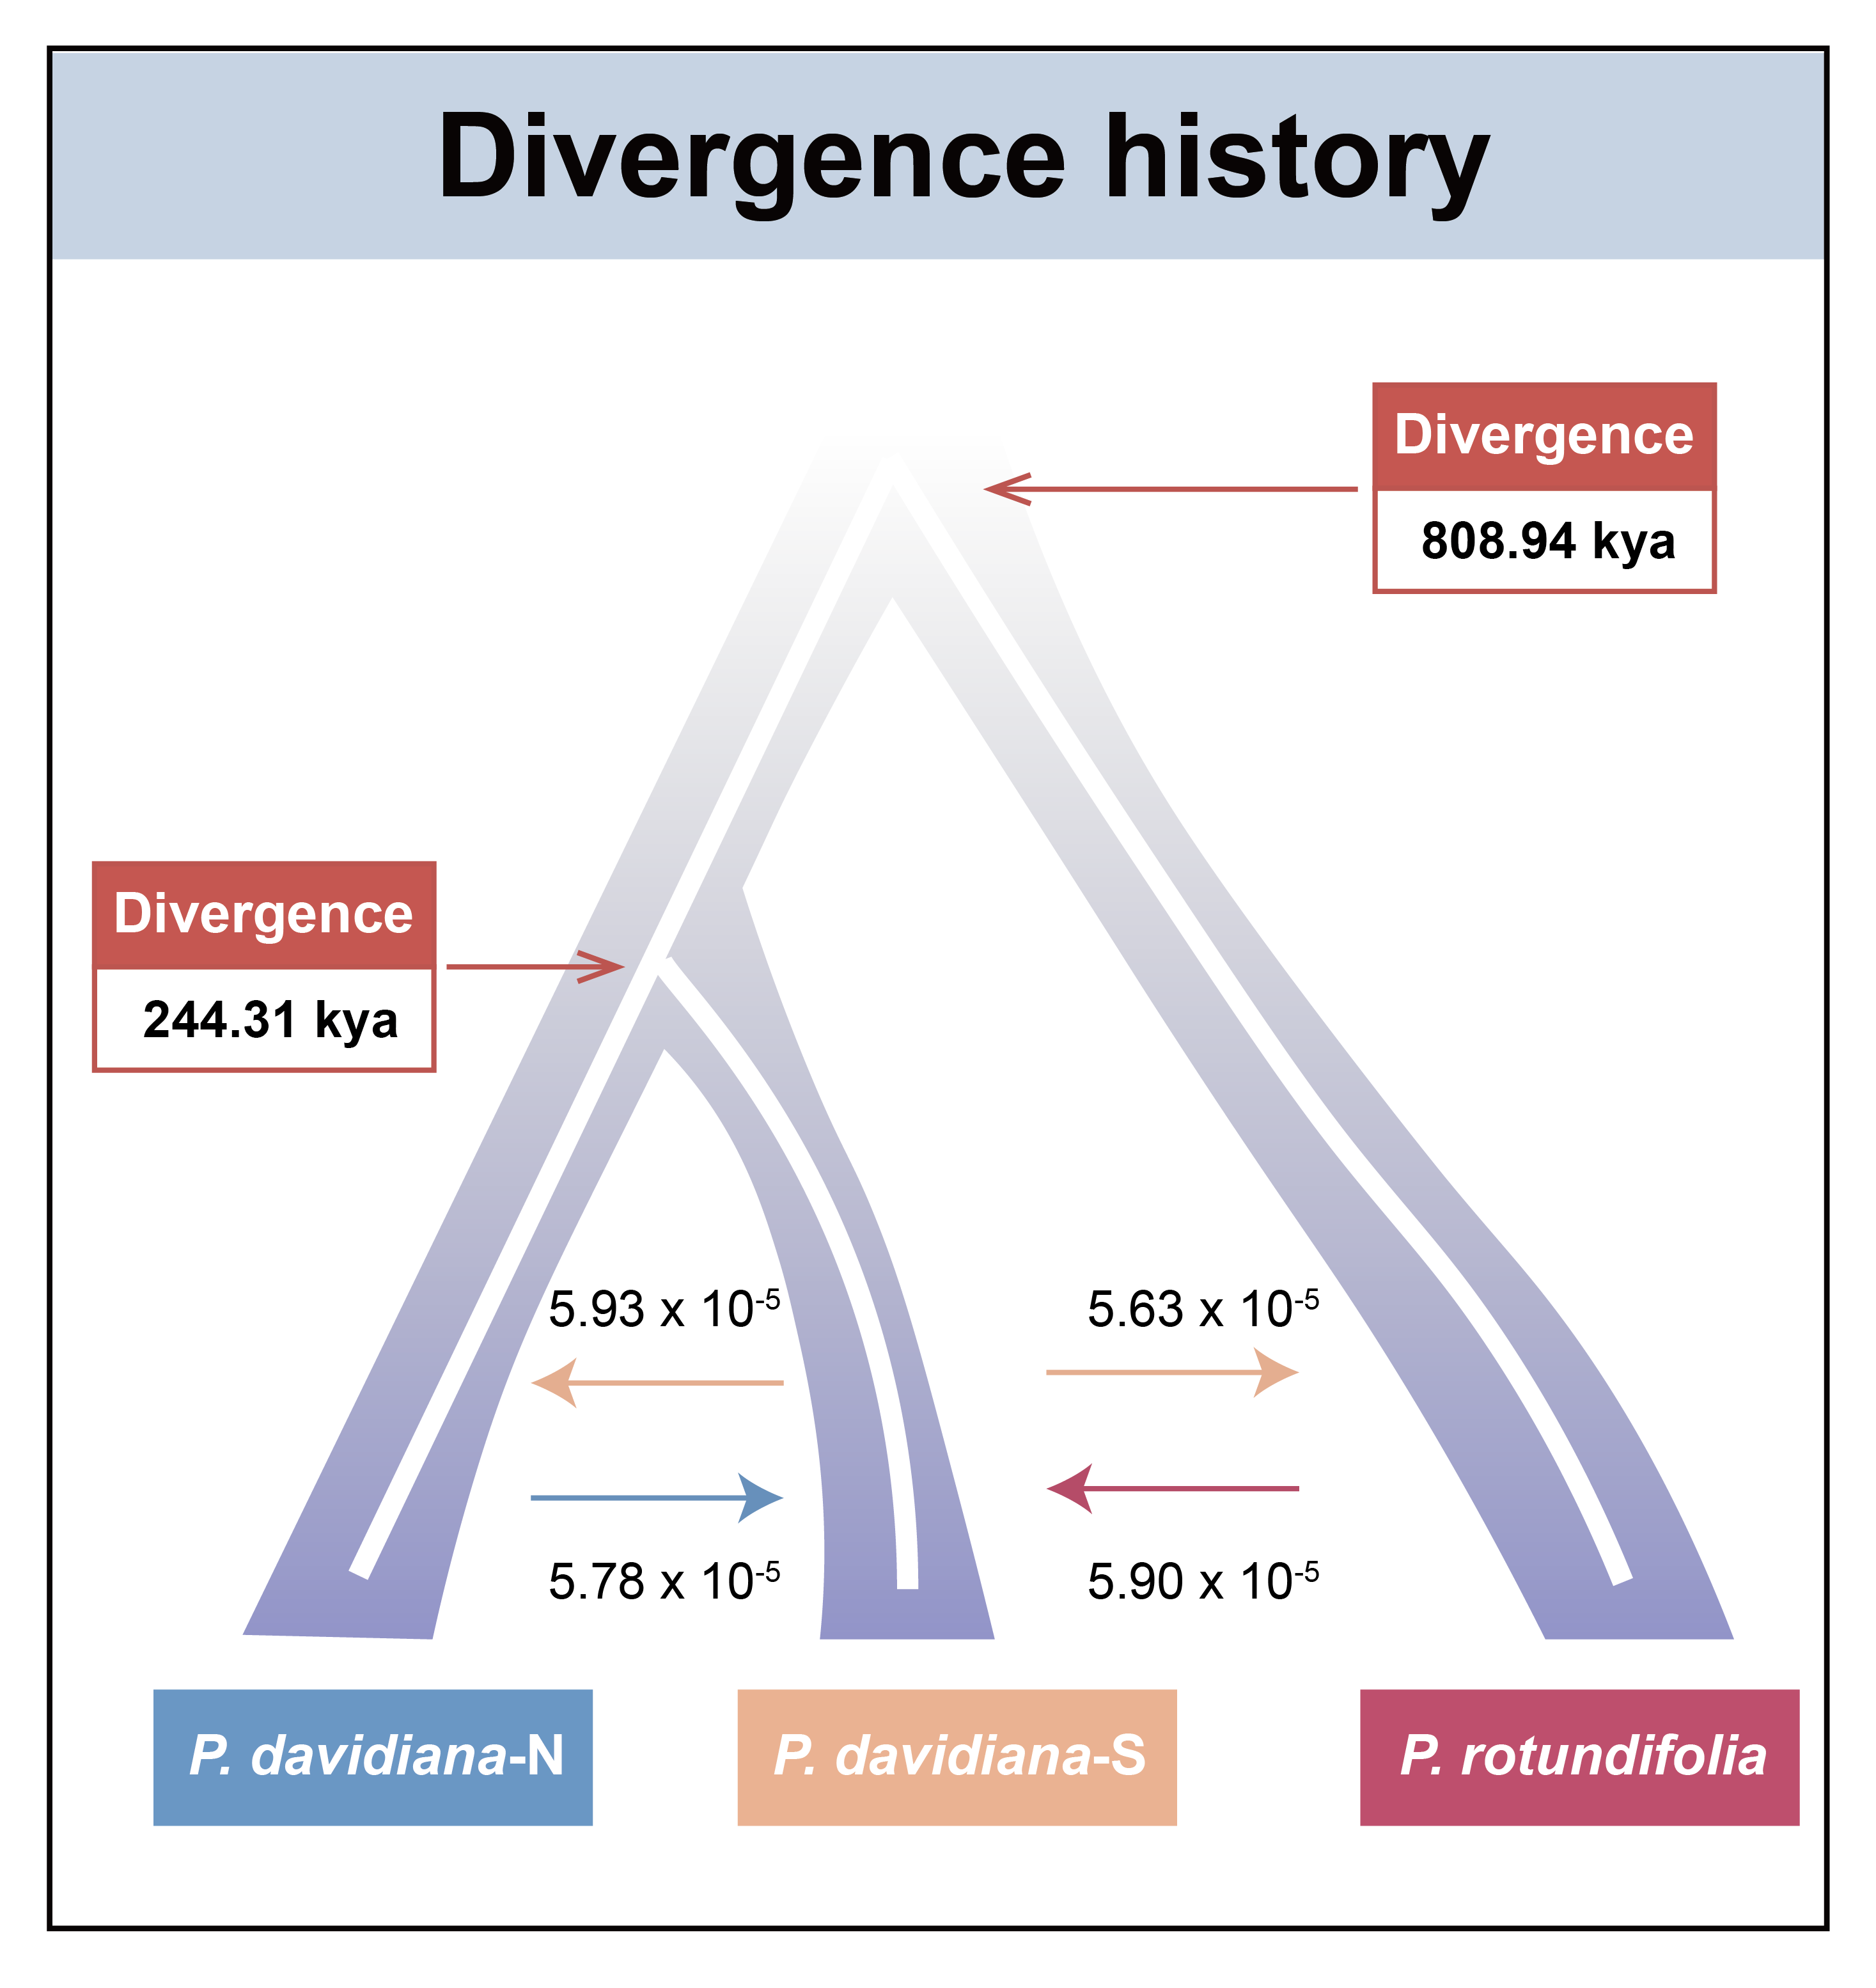 Divergence history
Divergence
808.94 kya
Divergence
244.31 kya
5.93 x 10⁻⁵
5.63 x 10⁻⁵
5.78 x 10⁻⁵
5.90 x 10⁻⁵
P. davidiana-N
P. davidiana-S
P. rotundifolia